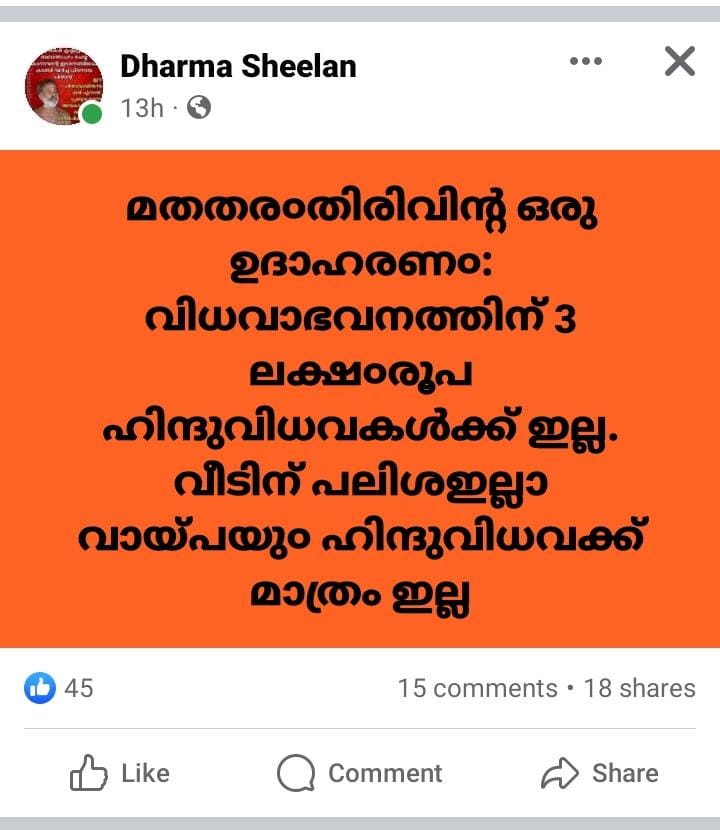 Dharma Sheelan
13h ·
മതതരംതിരിവിൻ്റ ഒരു
ഉദാഹരണം:
വിധവാഭവനത്തിന് 3
ലക്ഷംരൂപ
ഹിന്ദുവിധവകൾക്ക് ഇല്ല.
വീടിന് പലിശഇല്ലാ
വായ്പയും ഹിന്ദുവിധവക്ക്
മാത്രം ഇല്ല
45
15 comments • 18 shares
Like Comment Share